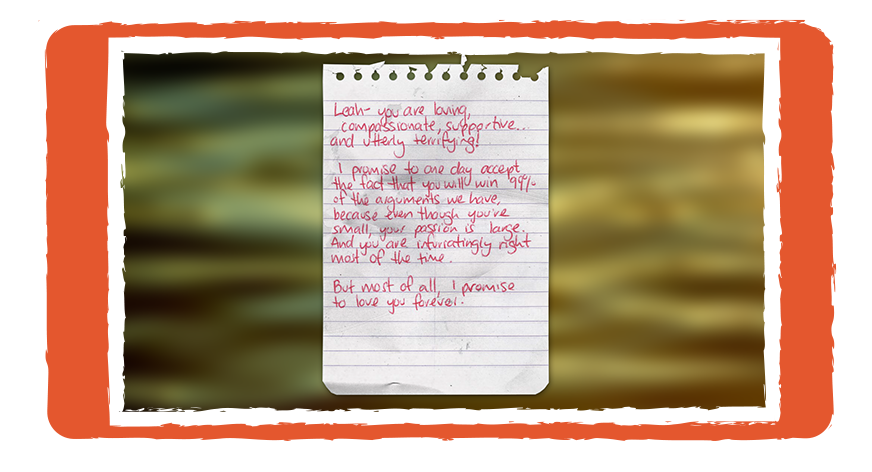 Leah- you are loving,
compassionate, supportive..
and utterly terrifying!
I promise to one day accept
the fact that you will win 99%
of the arguments we have,
because even though you're
small, your passion is large.
And you are infuriatingly right
most of the time.
But most of all, I promise
to love you forever.